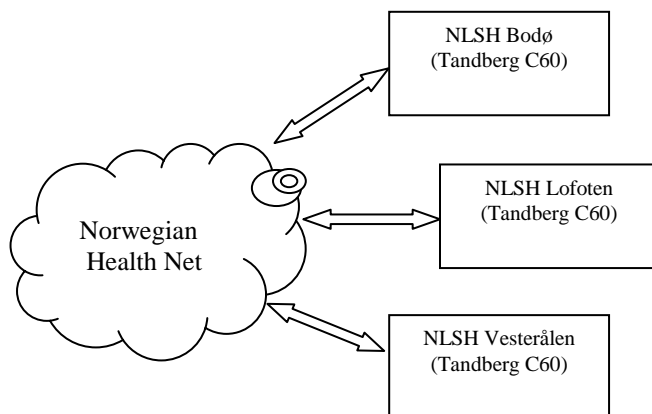 NLSH Bodø
(Tandberg C60)
NLSH Lofoten
(Tandberg C60)
Norwegian
Health Net
NLSH Vesterålen
(Tandberg C60)